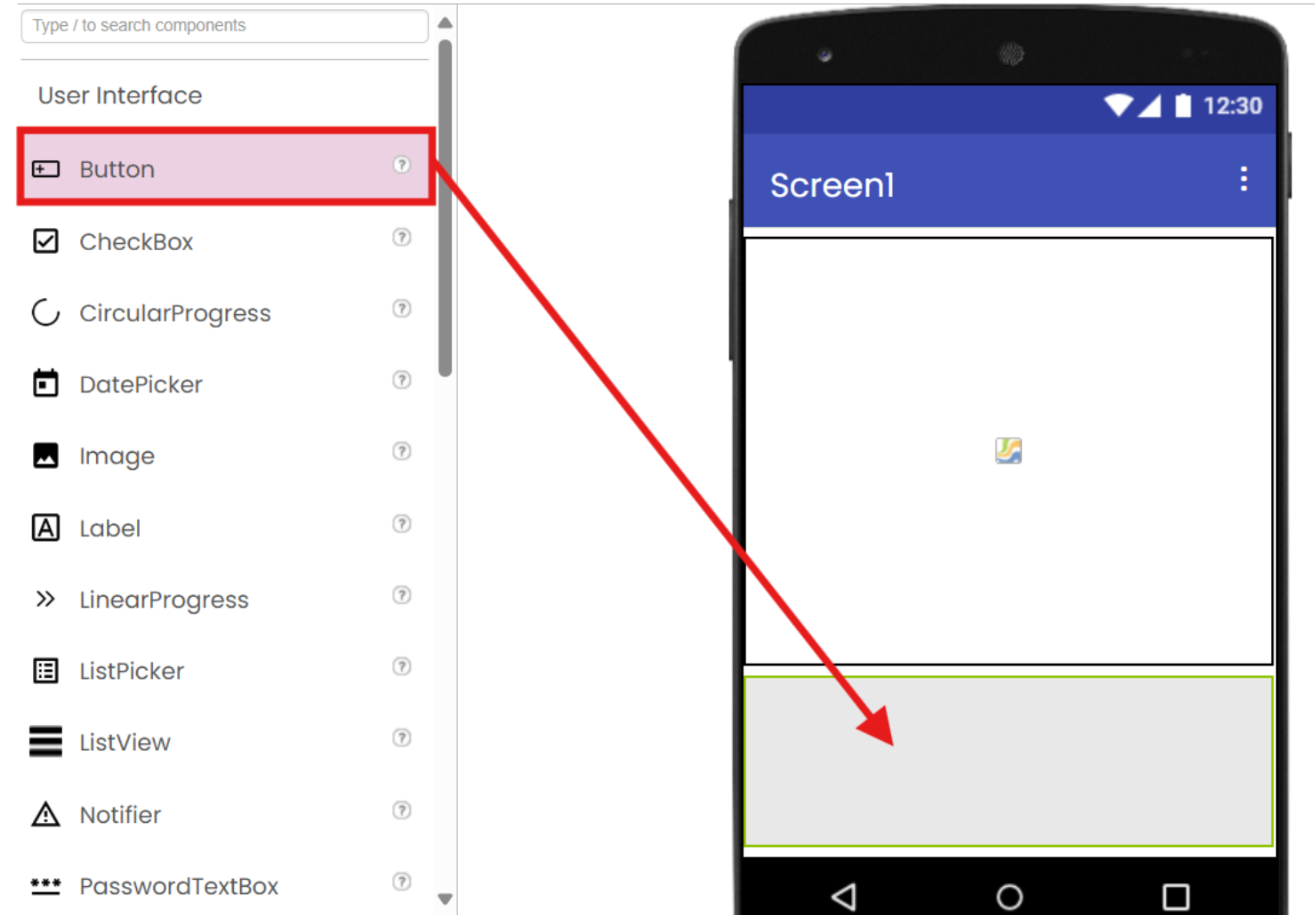 Type / to search components
User Interface
Button
CheckBox
CircularProgress
DatePicker
Image
Label
LinearProgress
ListPicker
ListView
Notifier
PasswordTextBox
12:30
Screen1